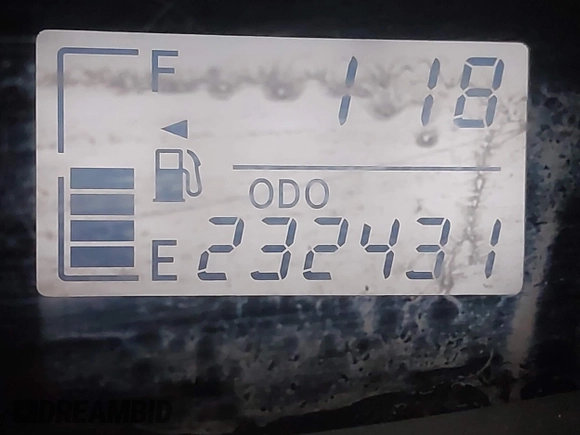 F 1 18
ODO
E 232431
DREAMBID